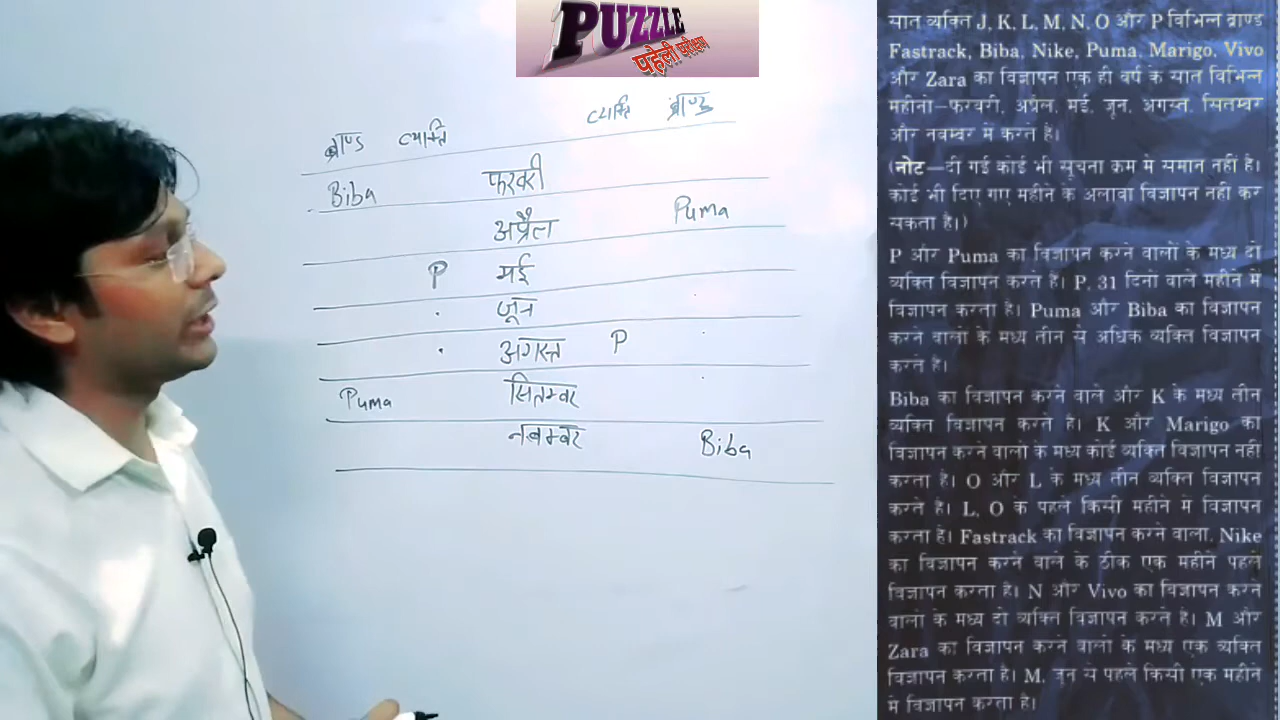 PUZZLE
पहेली परीक्षण
ब्राण्ड व्यक्ति व्यक्ति ब्राण्ड
Biba फरवरी
अप्रैल Puma
P मई
जून
अगस्त P
Puma सितम्बर
नवम्बर Biba
सात व्यक्ति J, K, L, M, N, O और P विभिन्न ब्राण्ड
Fastrack, Biba, Nike, Puma, Marigo, Vivo
और Zara का विज्ञापन एक ही वर्ष के सात विभिन्न
महीनो–फरवरी, अप्रैल, मई, जून, अगस्त, सितम्बर
और नवम्बर में करते है।
(नोट–दी गई कोई भी सूचना क्रम मे समान नही है।
कोई भी दिए गए महीने के अलावा विज्ञापन नही कर
सकता है।)
P और Puma का विज्ञापन करने वालों के मध्य दो
व्यक्ति विज्ञापन करते है। P, 31 दिनों वाले महीने में
विज्ञापन करता है। Puma और Biba का विज्ञापन
करने वालों के मध्य तीन से अधिक व्यक्ति विज्ञापन
करते है।
Biba का विज्ञापन करने वाले और K के मध्य तीन
व्यक्ति विज्ञापन करते है। K और Marigo का
विज्ञापन करने वालो के मध्य कोई व्यक्ति विज्ञापन नही
करता है। O और L के मध्य तीन व्यक्ति विज्ञापन
करते है। L, O के पहले किसी महीने मे विज्ञापन
करता है। Fastrack का विज्ञापन करने वाला, Nike
का विज्ञापन करने वाले के ठीक एक महीने पहले
विज्ञापन करता है। N और Vivo का विज्ञापन करने
वालो के मध्य दो व्यक्ति विज्ञापन करते है। M और
Zara का विज्ञापन करने वालो के मध्य एक व्यक्ति
विज्ञापन करता है। M, जून से पहले किसी एक महीने
मे विज्ञापन करता है।